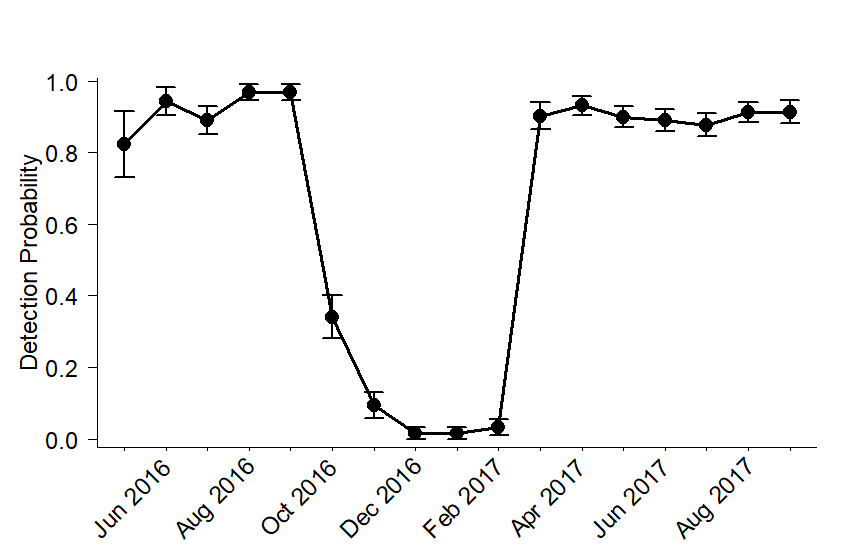 Detection Probability
1.0
0.8
0.6
0.4
0.2
0.0
Jun 2016
Aug 2016
Oct 2016
Dec 2016
Feb 2017
Apr 2017
Jun 2017
Aug 2017